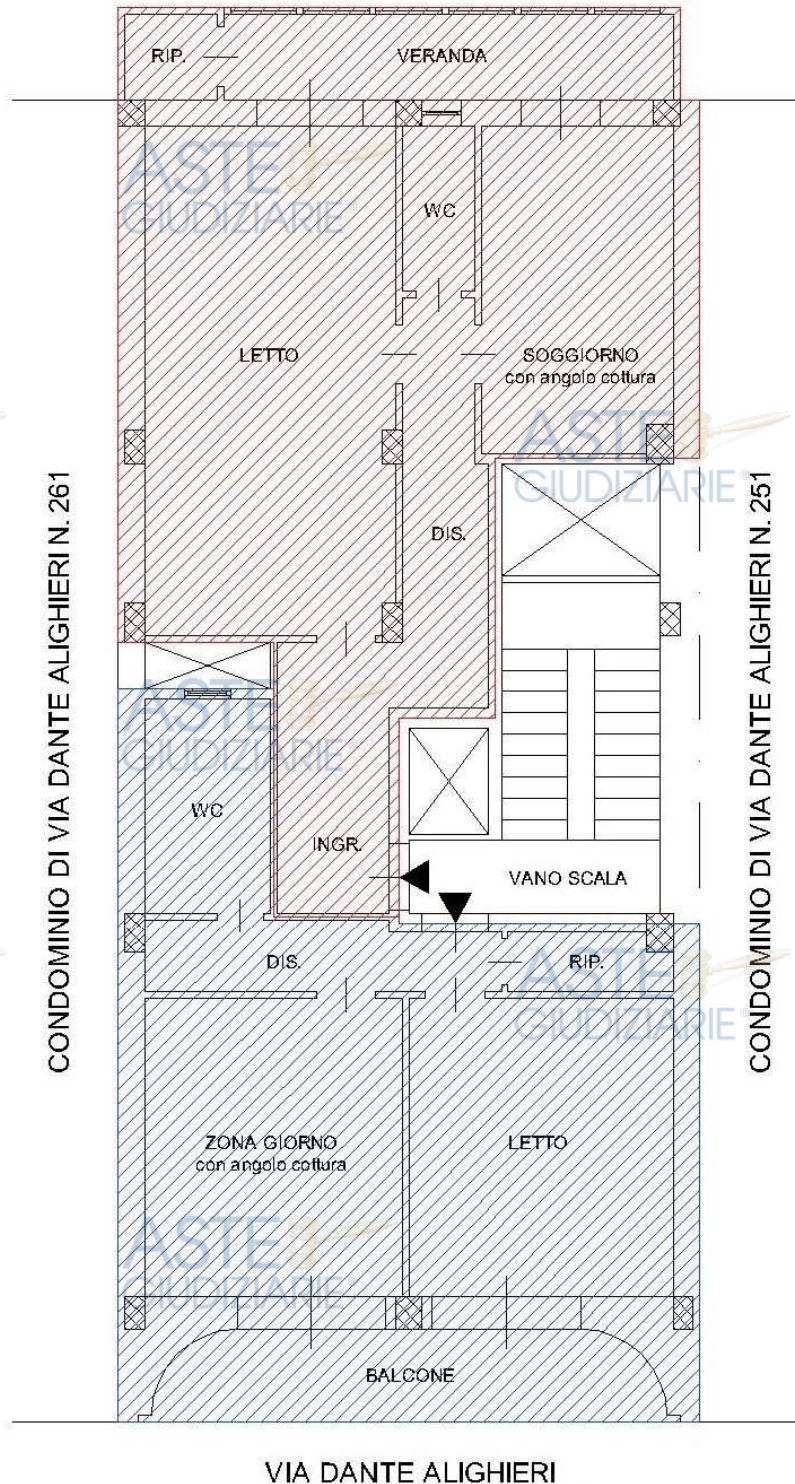 RIP.
VERANDA
ASTE
GIUDIZIARIE®
WC
LETTO
SOGGIORNO
con angolo cottura
ASTE
GIUDIZIARIE®
CONDOMINIO DI VIA DANTE ALIGHIERI N. 261
CONDOMINIO DI VIA DANTE ALIGHIERI N. 251
DIS.
ASTE
GIUDIZIARIE®
WC
INGR.
VANO SCALA
DIS.
RIP.
ASTE
GIUDIZIARIE®
ZONA GIORNO
con angolo cottura
LETTO
ASTE
GIUDIZIARIE®
BALCONE
VIA DANTE ALIGHIERI